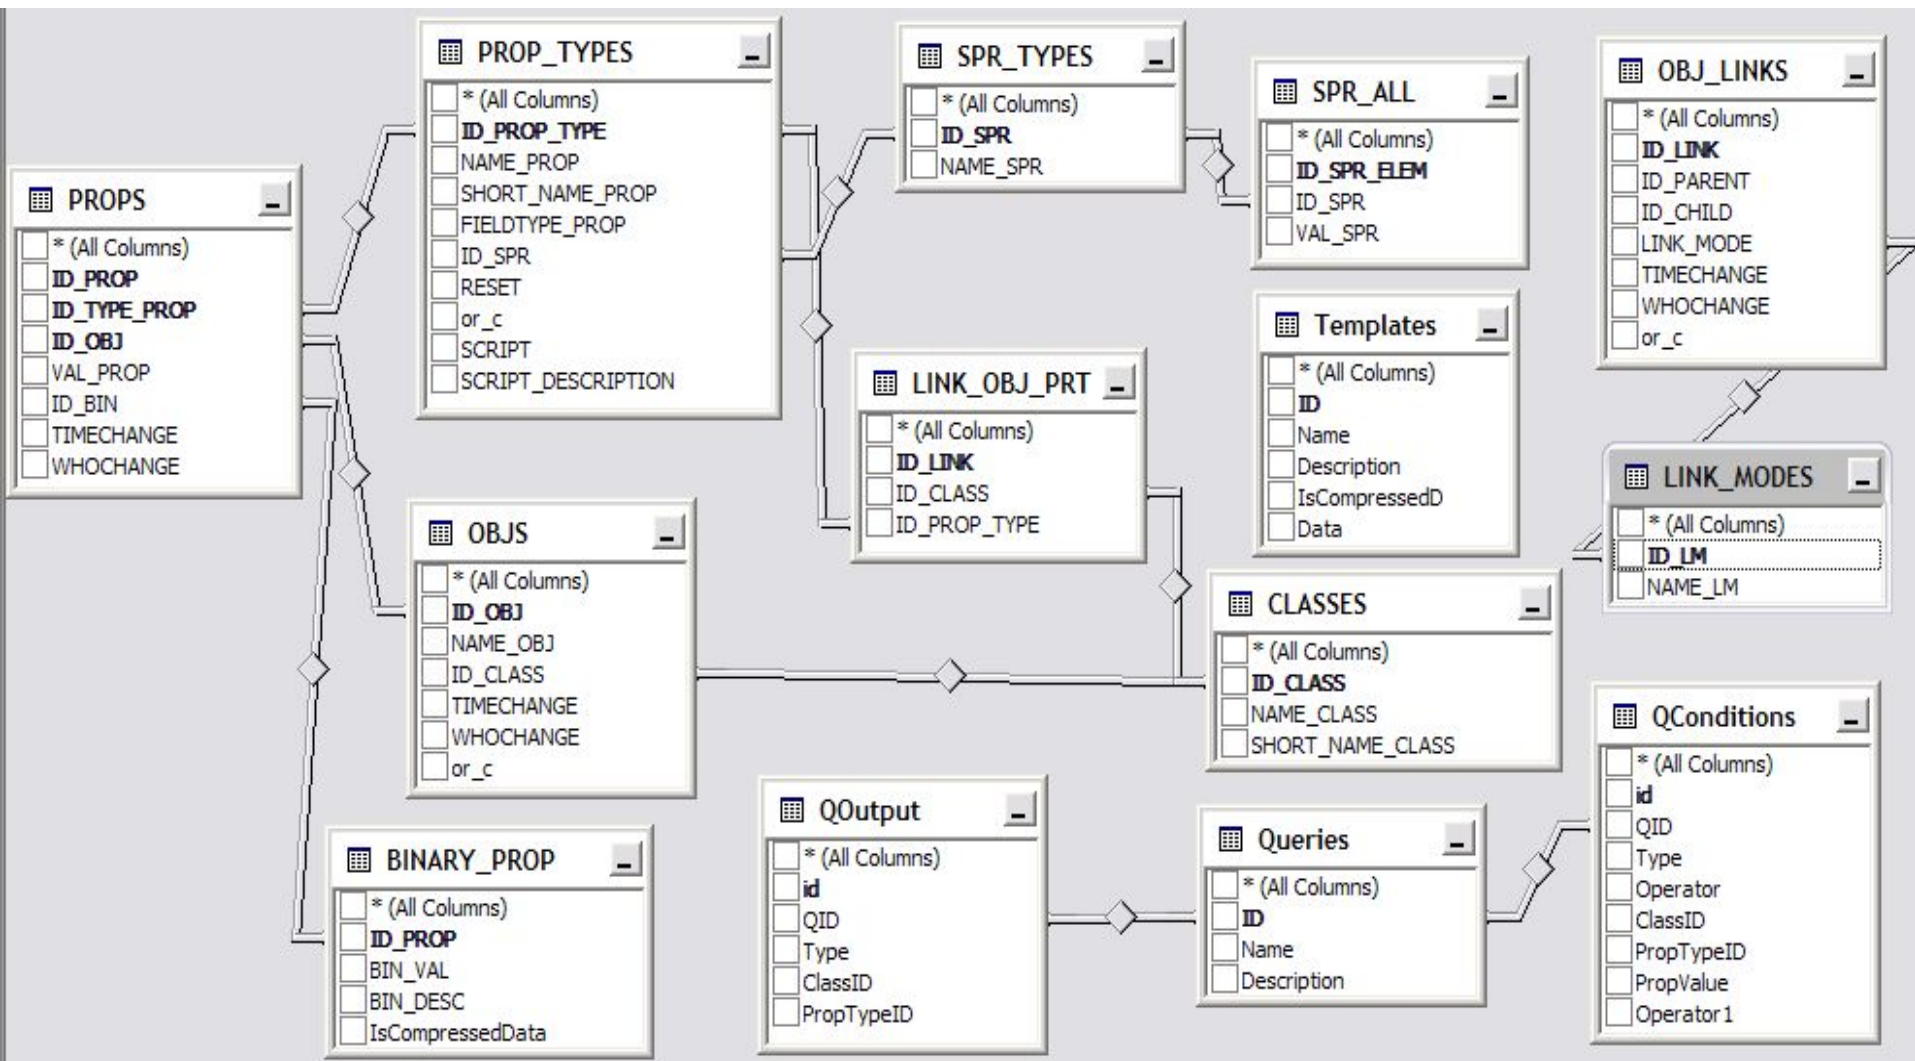 PROPS
* (All Columns)
ID_PROP
ID_TYPE_PROP
ID_OBJ
VAL_PROP
ID_BIN
TIMECHANGE
WHOCHANGE
PROP_TYPES
* (All Columns)
ID_PROP_TYPE
NAME_PROP
SHORT_NAME_PROP
FIELDTYPE_PROP
ID_SPR
RESET
or_c
SCRIPT
SCRIPT_DESCRIPTION
SPR_TYPES
* (All Columns)
ID_SPR
NAME_SPR
SPR_ALL
* (All Columns)
ID_SPR_ELEM
ID_SPR
VAL_SPR
OBJ_LINKS
* (All Columns)
ID_LINK
ID_PARENT
ID_CHILD
LINK_MODE
TIMECHANGE
WHOCHANGE
or_c
LINK_OBJ_PRT
* (All Columns)
ID_LINK
ID_CLASS
ID_PROP_TYPE
Templates
* (All Columns)
ID
Name
Description
IsCompressedD
Data
LINK_MODES
* (All Columns)
ID_LM
NAME_LM
OBJS
* (All Columns)
ID_OBJ
NAME_OBJ
ID_CLASS
TIMECHANGE
WHOCHANGE
or_c
CLASSES
* (All Columns)
ID_CLASS
NAME_CLASS
SHORT_NAME_CLASS
BINARY_PROP
* (All Columns)
ID_PROP
BIN_VAL
BIN_DESC
IsCompressedData
QOutput
* (All Columns)
id
QID
Type
ClassID
PropTypeID
Queries
* (All Columns)
ID
Name
Description
QConditions
* (All Columns)
id
QID
Type
Operator
ClassID
PropTypeID
PropValue
Operator1